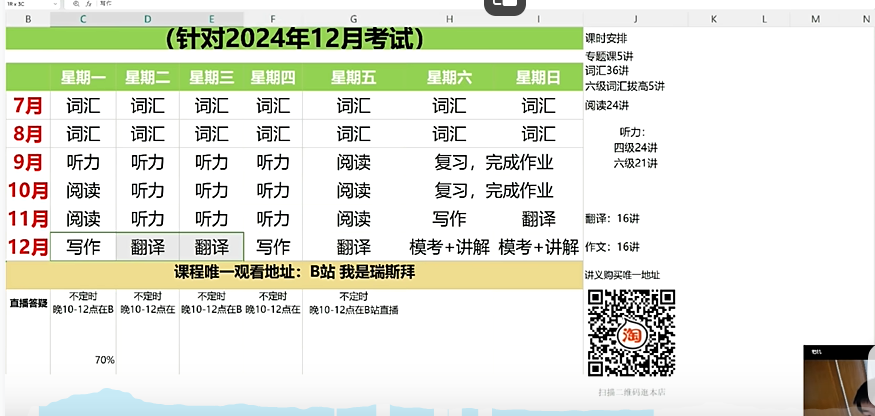 1R x 3C 写作
B C D E F G H I J K L M N
（针对2024年12月考试）
星期一 星期二 星期三 星期四 星期五 星期六 星期日
7月 词汇 词汇 词汇 词汇 词汇 词汇 词汇
8月 词汇 词汇 词汇 词汇 词汇 词汇 词汇
9月 听力 听力 听力 听力 阅读 复习，完成作业
10月 阅读 听力 听力 听力 阅读 复习，完成作业
11月 阅读 听力 听力 听力 阅读 写作 翻译
12月 写作 翻译 翻译 写作 翻译 模考+讲解 模考+讲解
课程唯一观看地址：B站 我是瑞斯拜
直播答疑
不定时 不定时 不定时 不定时 不定时
晚10-12点在B 晚10-12点在 晚10-12点在B 晚10-12点在 晚10-12点在B站直播
70%
课时安排
专题课5讲
词汇36讲
六级词汇拔高5讲
阅读24讲
听力：
四级24讲
六级21讲
翻译：16讲
作文：16讲
讲义购买唯一地址
淘
扫描二维码逛本店